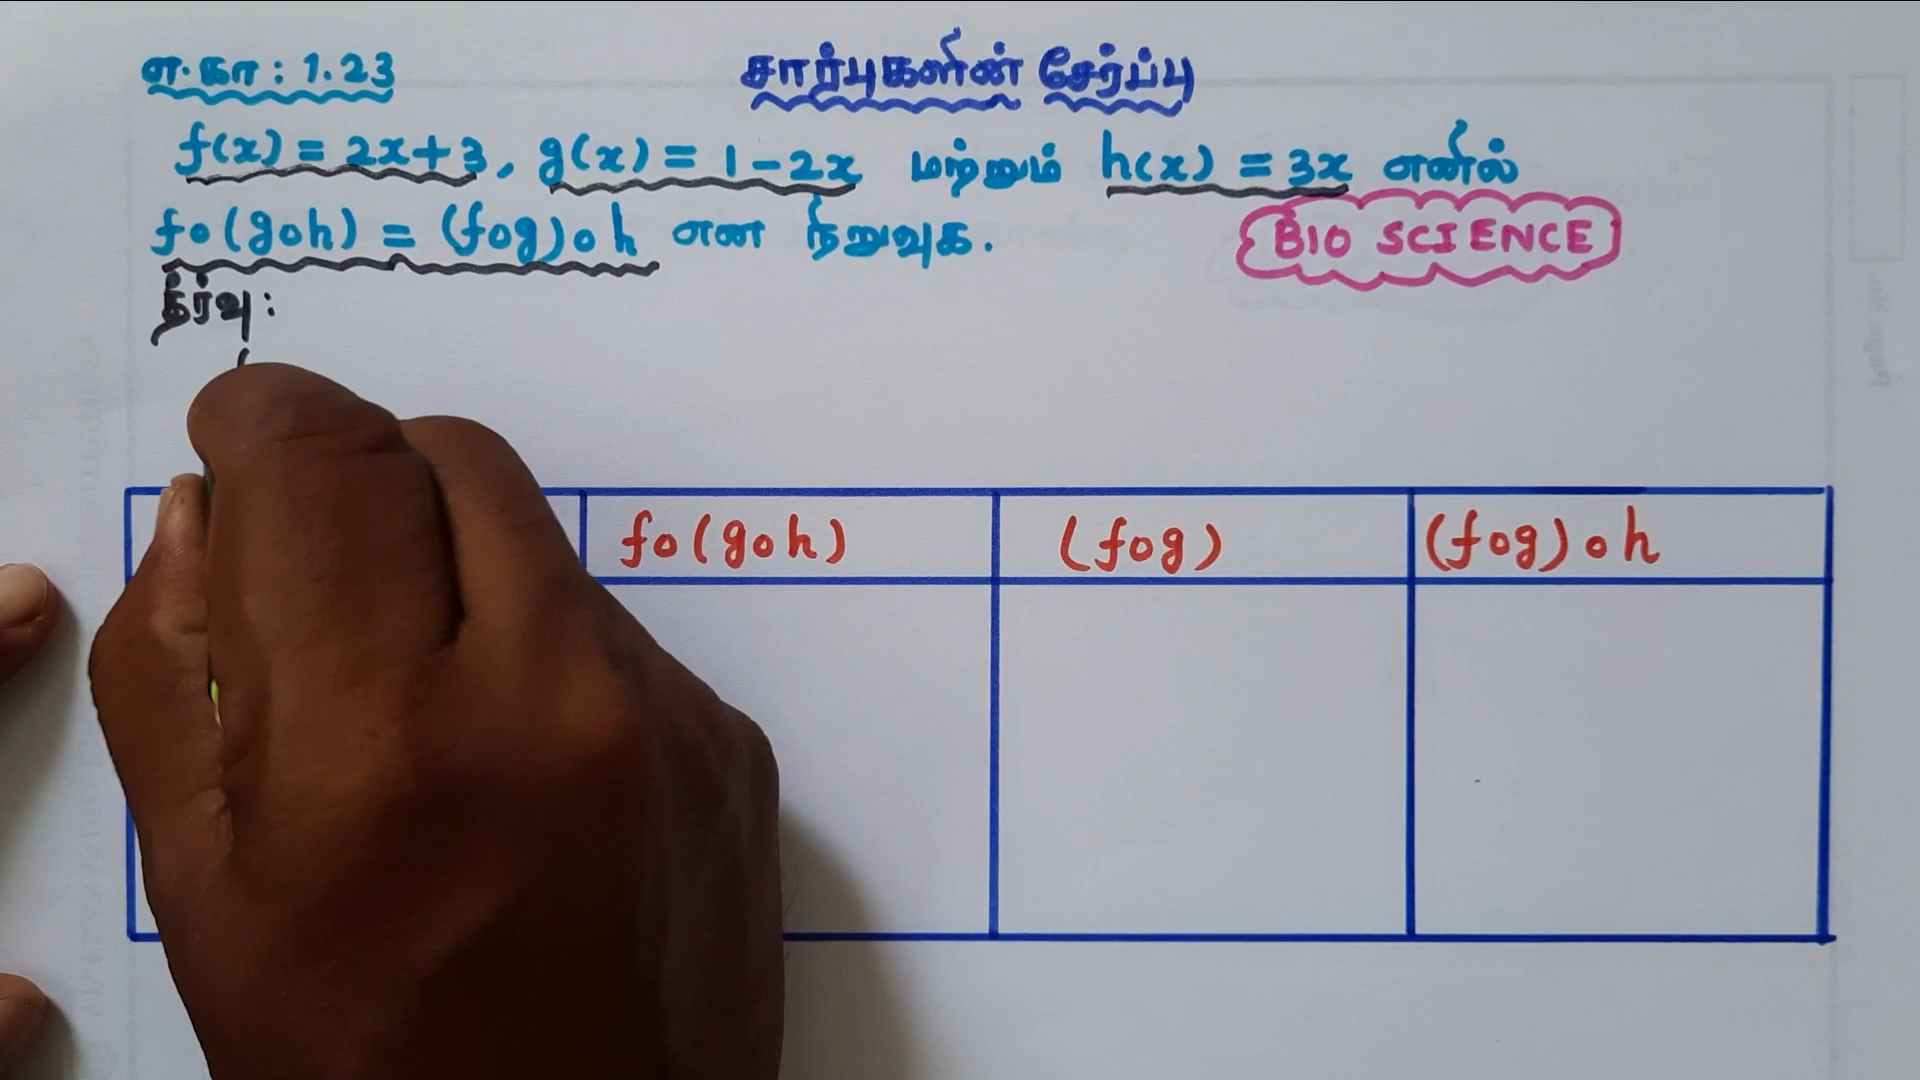 எ.கா : 1.23
சார்புகளின் சேர்ப்பு
f(x) = 2x+3, g(x) = 1-2x மற்றும் h(x) = 3x எனில்
fo(goh) = (fog)oh என நிறுவுக.
BIO SCIENCE
தீர்வு:
fo(goh) (fog) (fog)oh